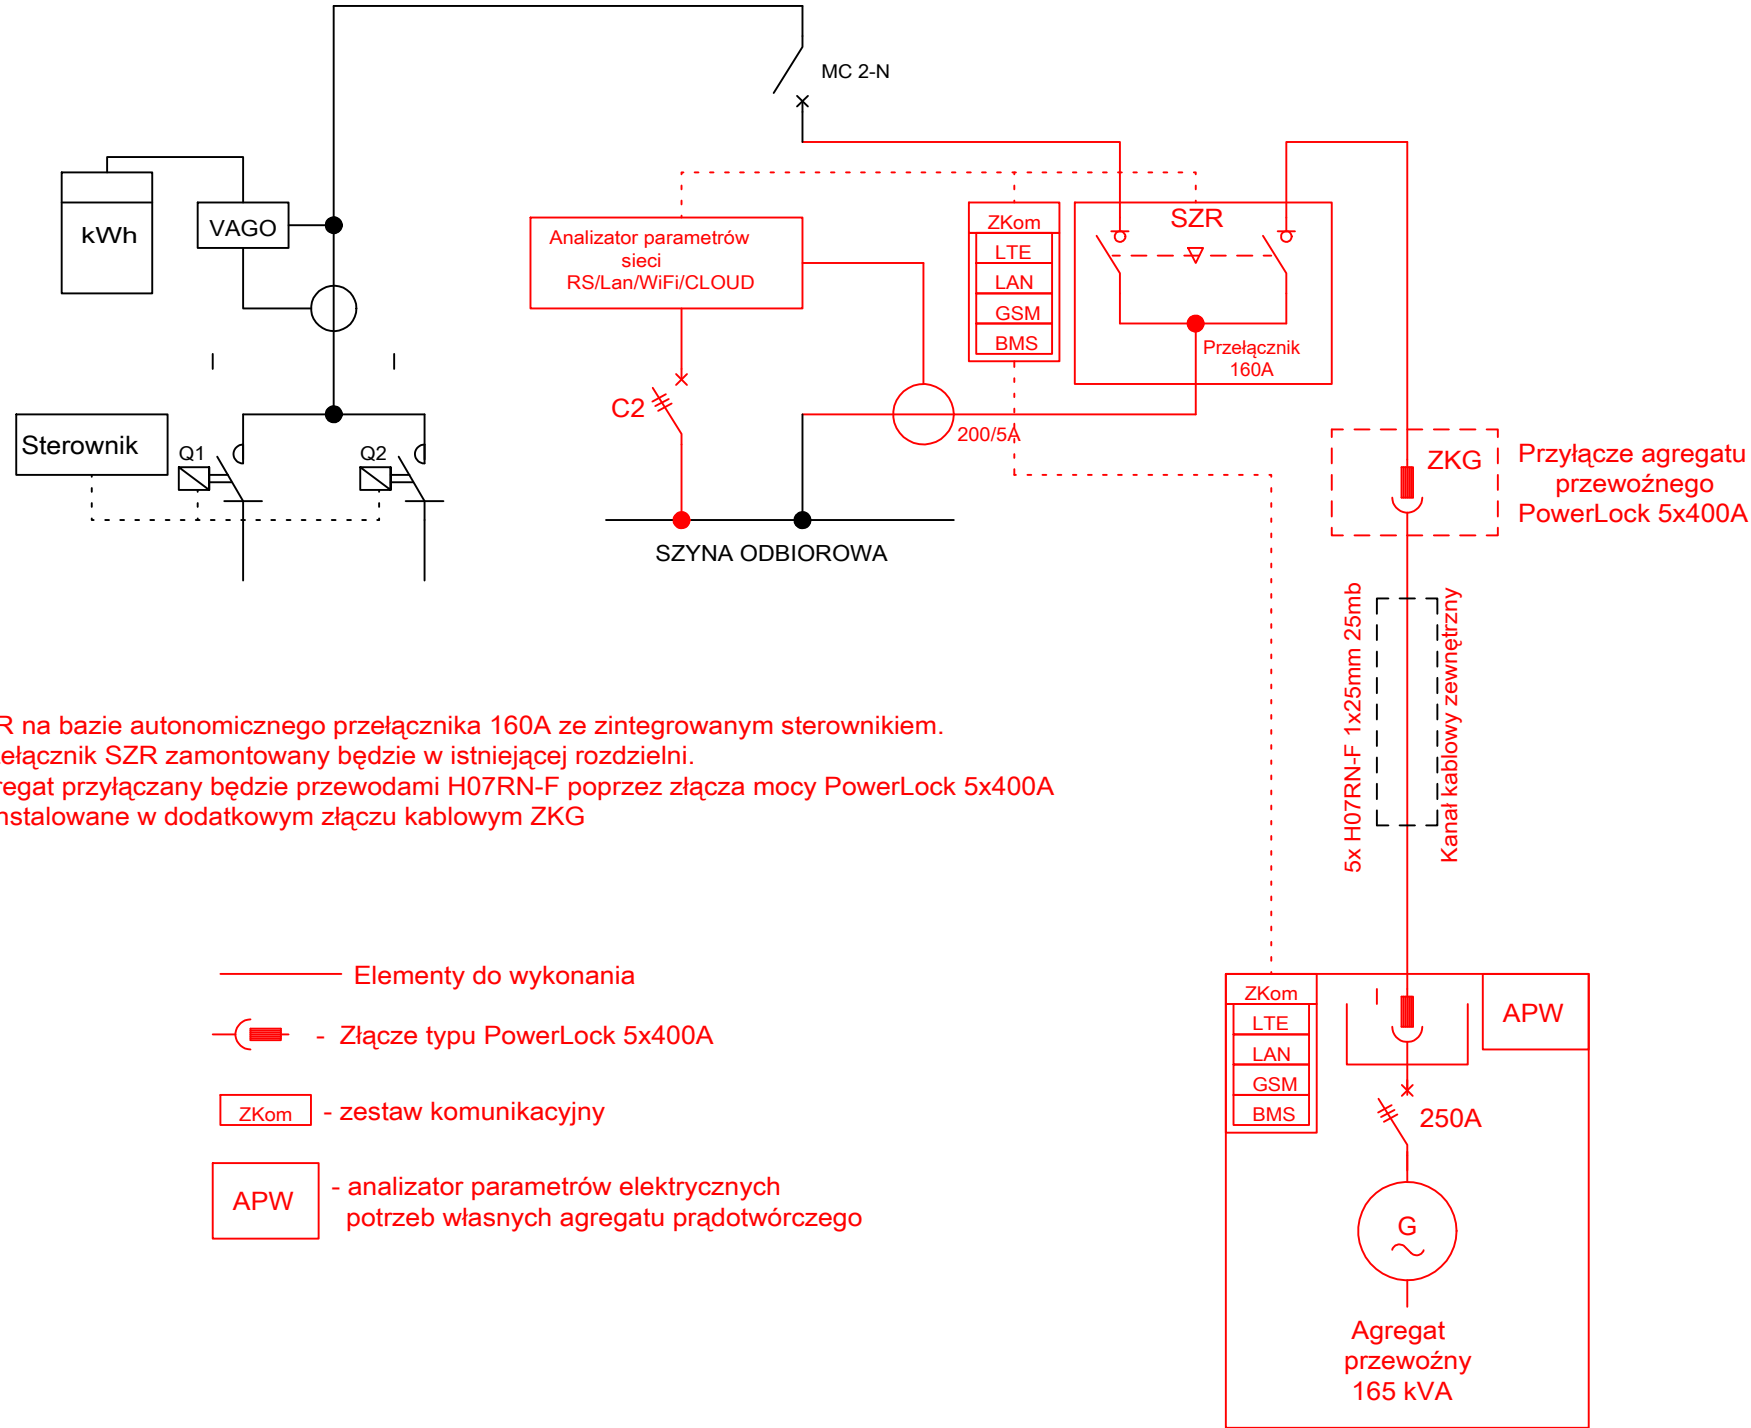 MC 2-N
kWh
VAGO
Sterownik
Q1
Q2
Analizator parametrów
sieci
RS/Lan/WiFi/CLOUD
C2
200/5A
SZYNA ODBIOROWA
ZKom
LTE
LAN
GSM
BMS
SZR
Przełącznik
160A
ZKG
Przyłącze agregatu
przewoźnego
PowerLock 5x400A
5x H07RN-F 1x25mm 25mb
Kanał kablowy zewnętrzny
R na bazie autonomicznego przełącznika 160A ze zintegrowanym sterownikiem.
ełącznik SZR zamontowany będzie w istniejącej rozdzielni.
regat przyłączany będzie przewodami H07RN-F poprzez złącza mocy PowerLock 5x400A
nstalowane w dodatkowym złączu kablowym ZKG
Elementy do wykonania
- Złącze typu PowerLock 5x400A
ZKom - zestaw komunikacyjny
APW - analizator parametrów elektrycznych
potrzeb własnych agregatu prądotwórczego
ZKom
LTE
LAN
GSM
BMS
APW
250A
G
Agregat
przewoźny
165 kVA